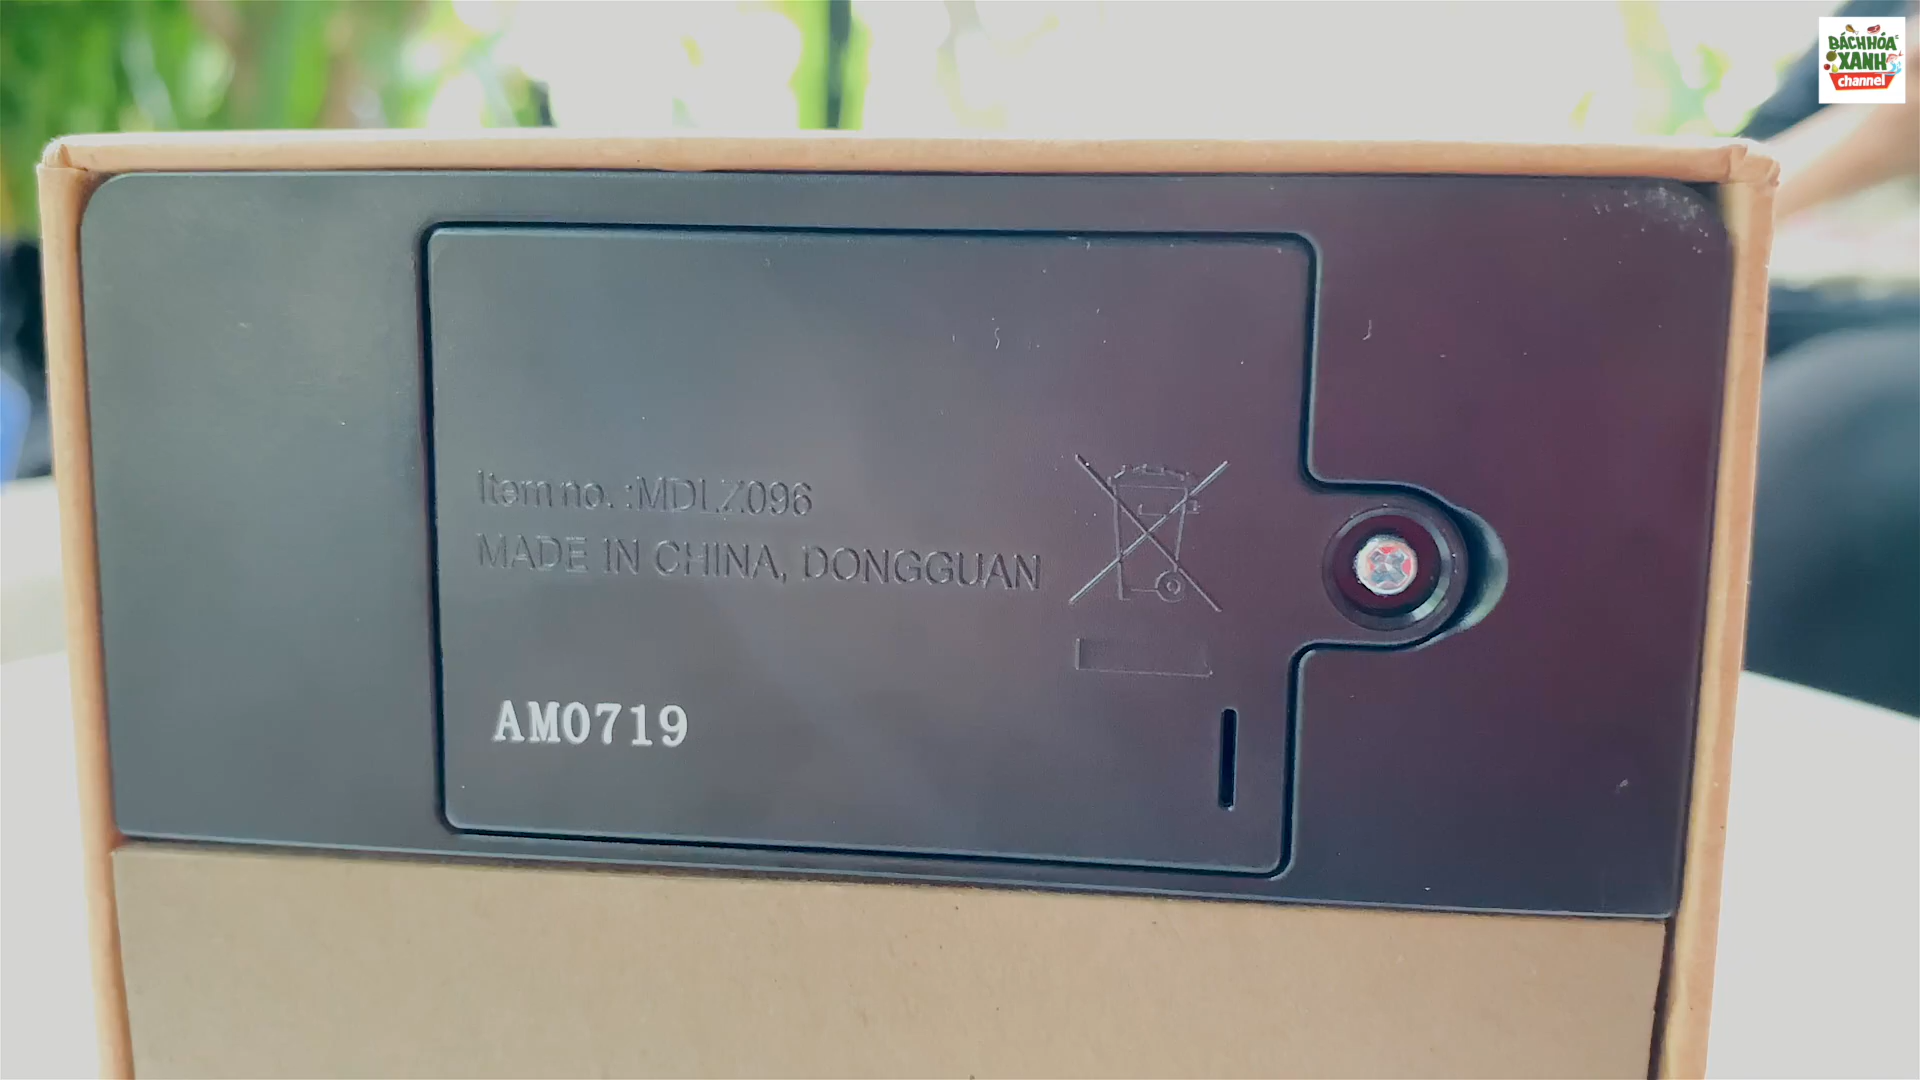 BÁCH HÓA
XANH
channel
Item no. :MDLZ096
MADE IN CHINA, DONGGUAN
AM0719